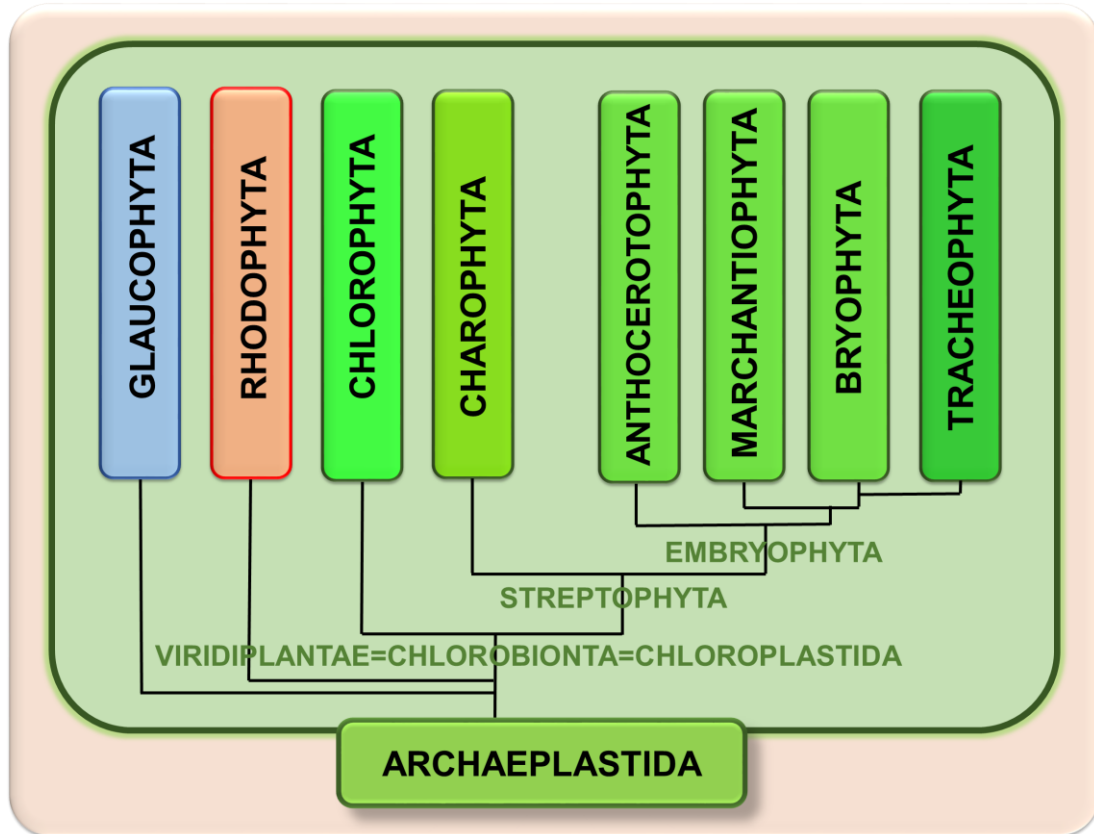 GLAUCOPHYTA
RHODOPHYTA
CHLOROPHYTA
CHAROPHYTA
ANTHOCEROTOPHYTA
MARCHANTIOPHYTA
BRYOPHYTA
TRACHEOPHYTA
EMBRYOPHYTA
STREPTOPHYTA
VIRIDIPLANTAE=CHLOROBIONTA=CHLOROPLASTIDA
ARCHAEPLASTIDA